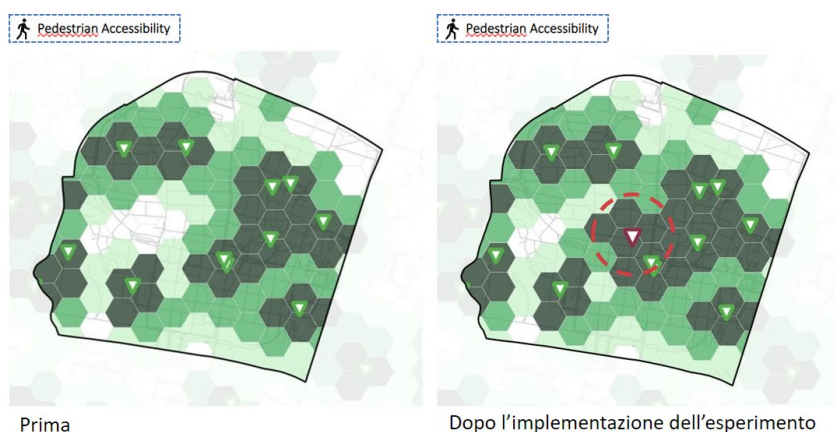 Pedestrian Accessibility
Pedestrian Accessibility
Prima
Dopo l’implementazione dell’esperimento